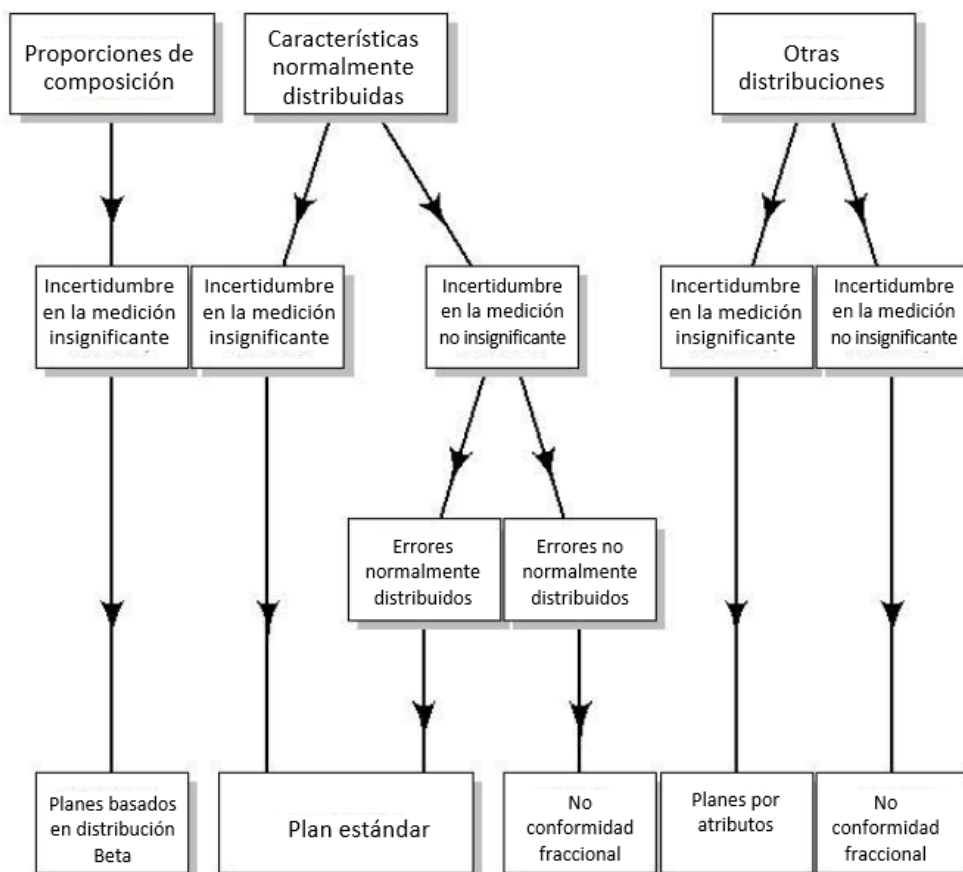 Proporciones de
composición
Características
normalmente
distribuidas
Otras
distribuciones
Incertidumbre
en la medición
insignificante
Incertidumbre
en la medición
insignificante
Incertidumbre
en la medición
no insignificante
Incertidumbre
en la medición
insignificante
Incertidumbre
en la medición
no insignificante
Errores
normalmente
distribuidos
Errores no
normalmente
distribuidos
Planes basados
en distribución
Beta
Plan estándar
No
conformidad
fraccional
Planes por
atributos
No
conformidad
fraccional